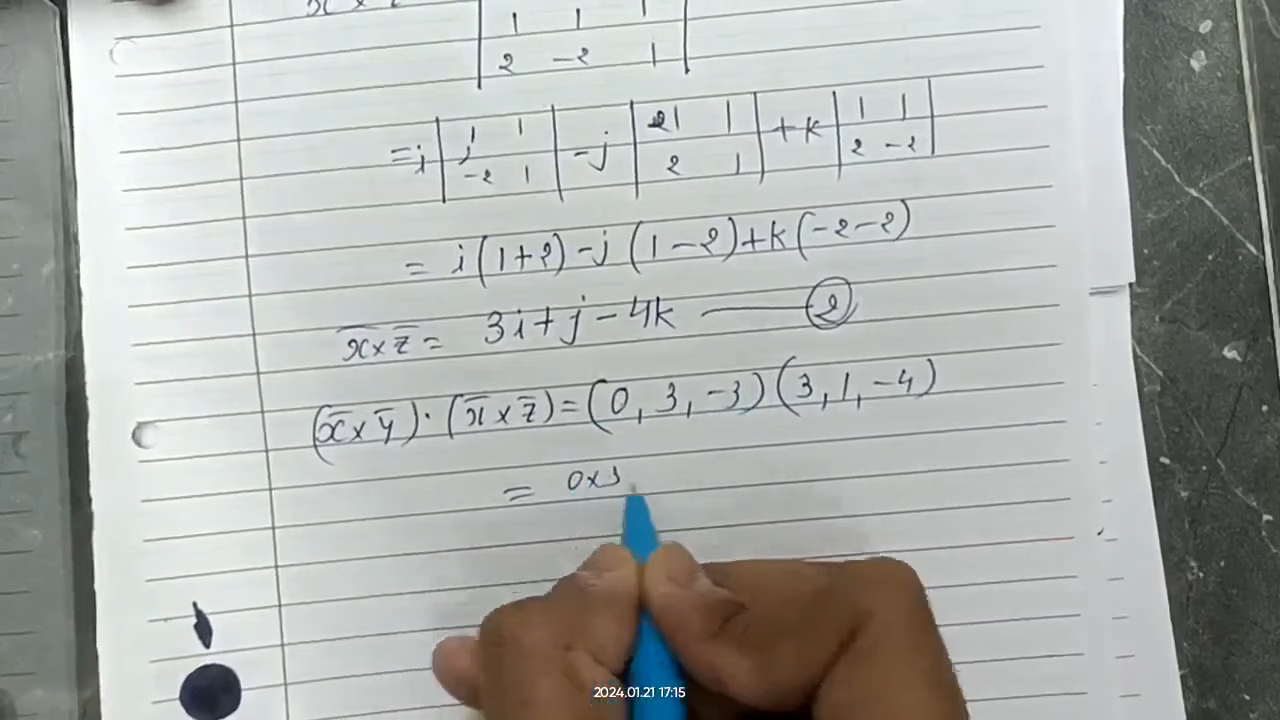 1 1 1
2 -2 1
= i | 1 1 | - j | 1 1 | + k | 1 1 |
-2 1 2 1 2 -2
= i(1+2) - j(1-2) + k(-2-2)
x̄×z̄ = 3i + j - 4k —— ②
(x̄×ȳ)·(x̄×z̄) = (0, 3, -3)(3, 1, -4)
= 0×3
2024.01.21 17:15